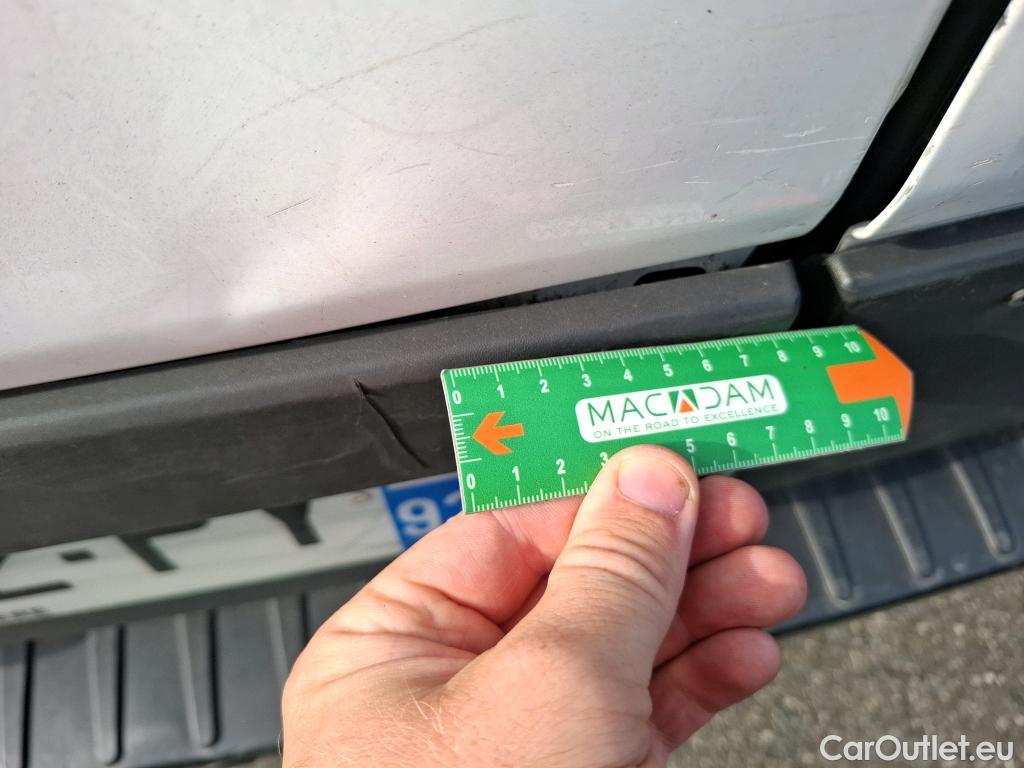 0 1 2 3 4 5 6 7 8 9 10
MACADAM
ON THE ROAD TO EXCELLENCE
0 1 2 3 5 6 7 8 9 10
9
CarOutlet.eu